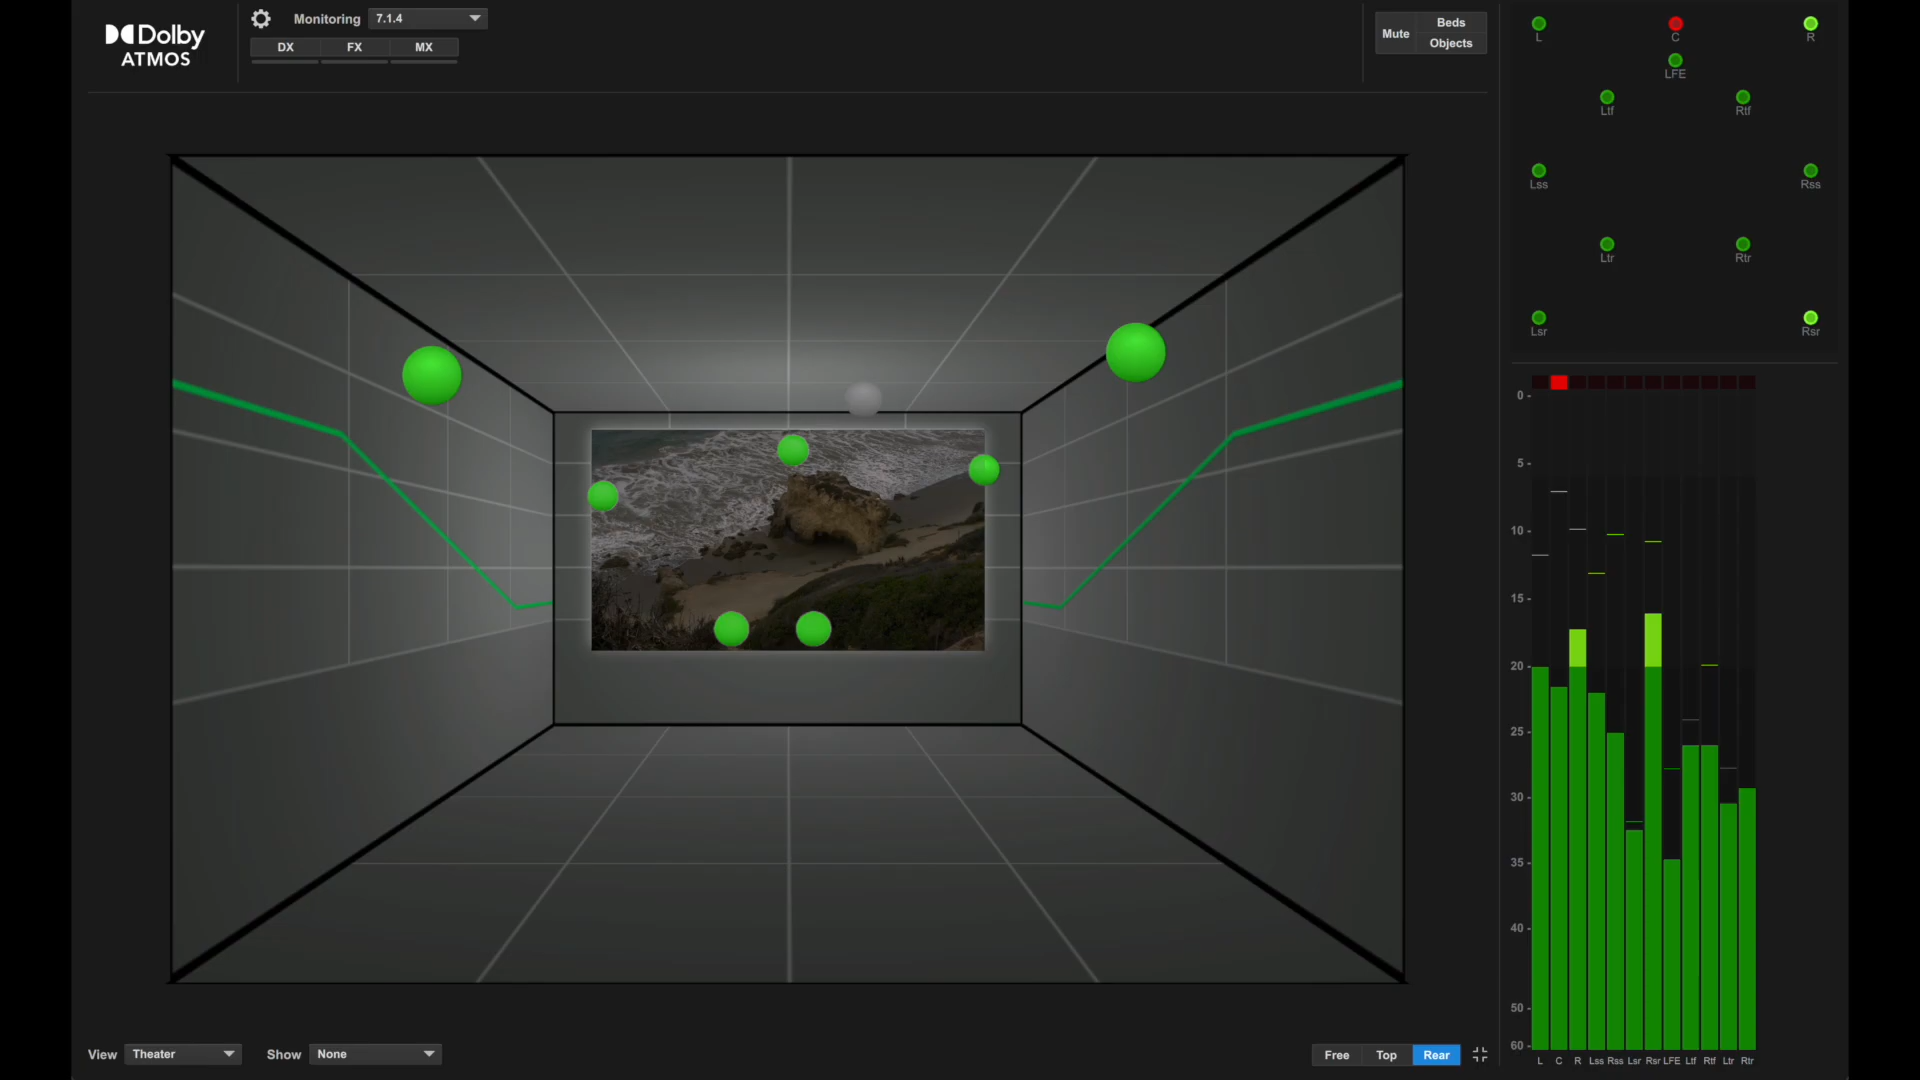 Dolby
ATMOS
Monitoring 7.1.4
DX FX MX
Mute
Beds
Objects
L C R
LFE
Ltf Rtf
Lss Rss
Ltr Rtr
Lsr Rsr
0 -
5 -
10 -
15 -
20 -
25 -
30 -
35 -
40 -
50 -
60 -
L C R Lss Rss Lsr Rsr LFE Ltf Rtf Ltr Rtr
View Theater Show None Free Top Rear